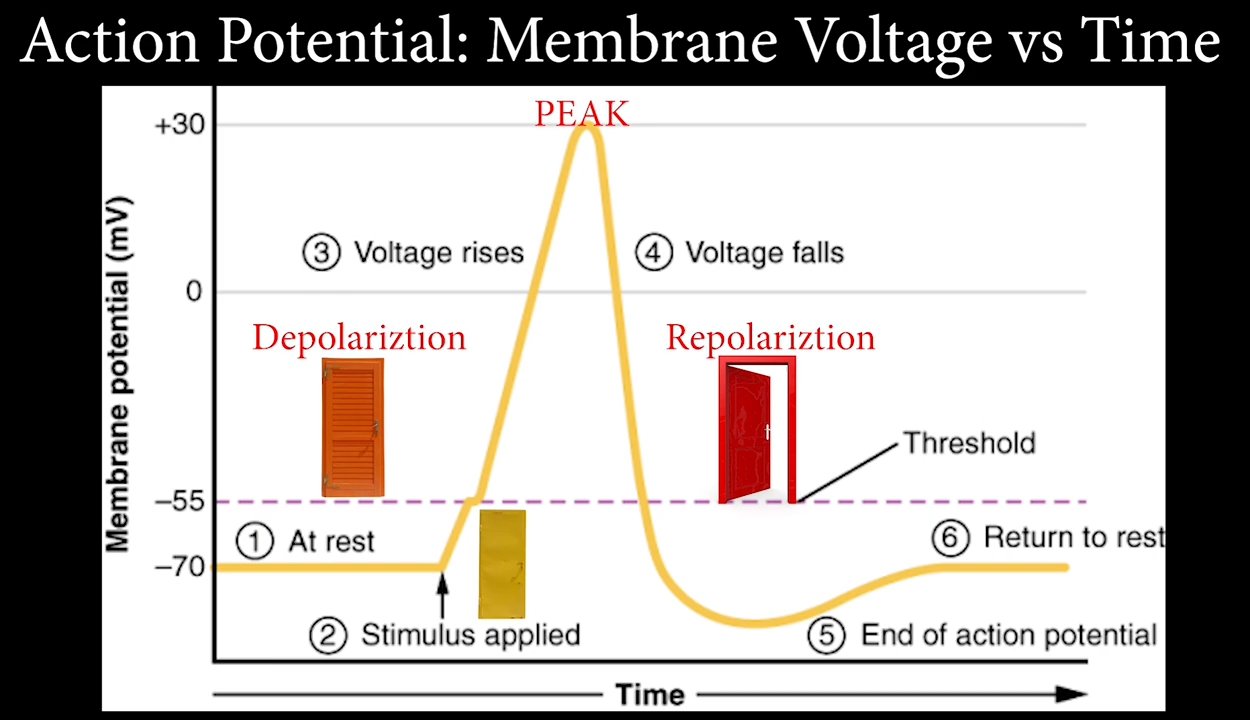 Action Potential: Membrane Voltage vs Time
PEAK
+30
③ Voltage rises
④ Voltage falls
0
Depolariztion
Repolariztion
Membrane potential (mV)
Threshold
–55
① At rest
⑥ Return to rest
–70
② Stimulus applied
⑤ End of action potential
Time